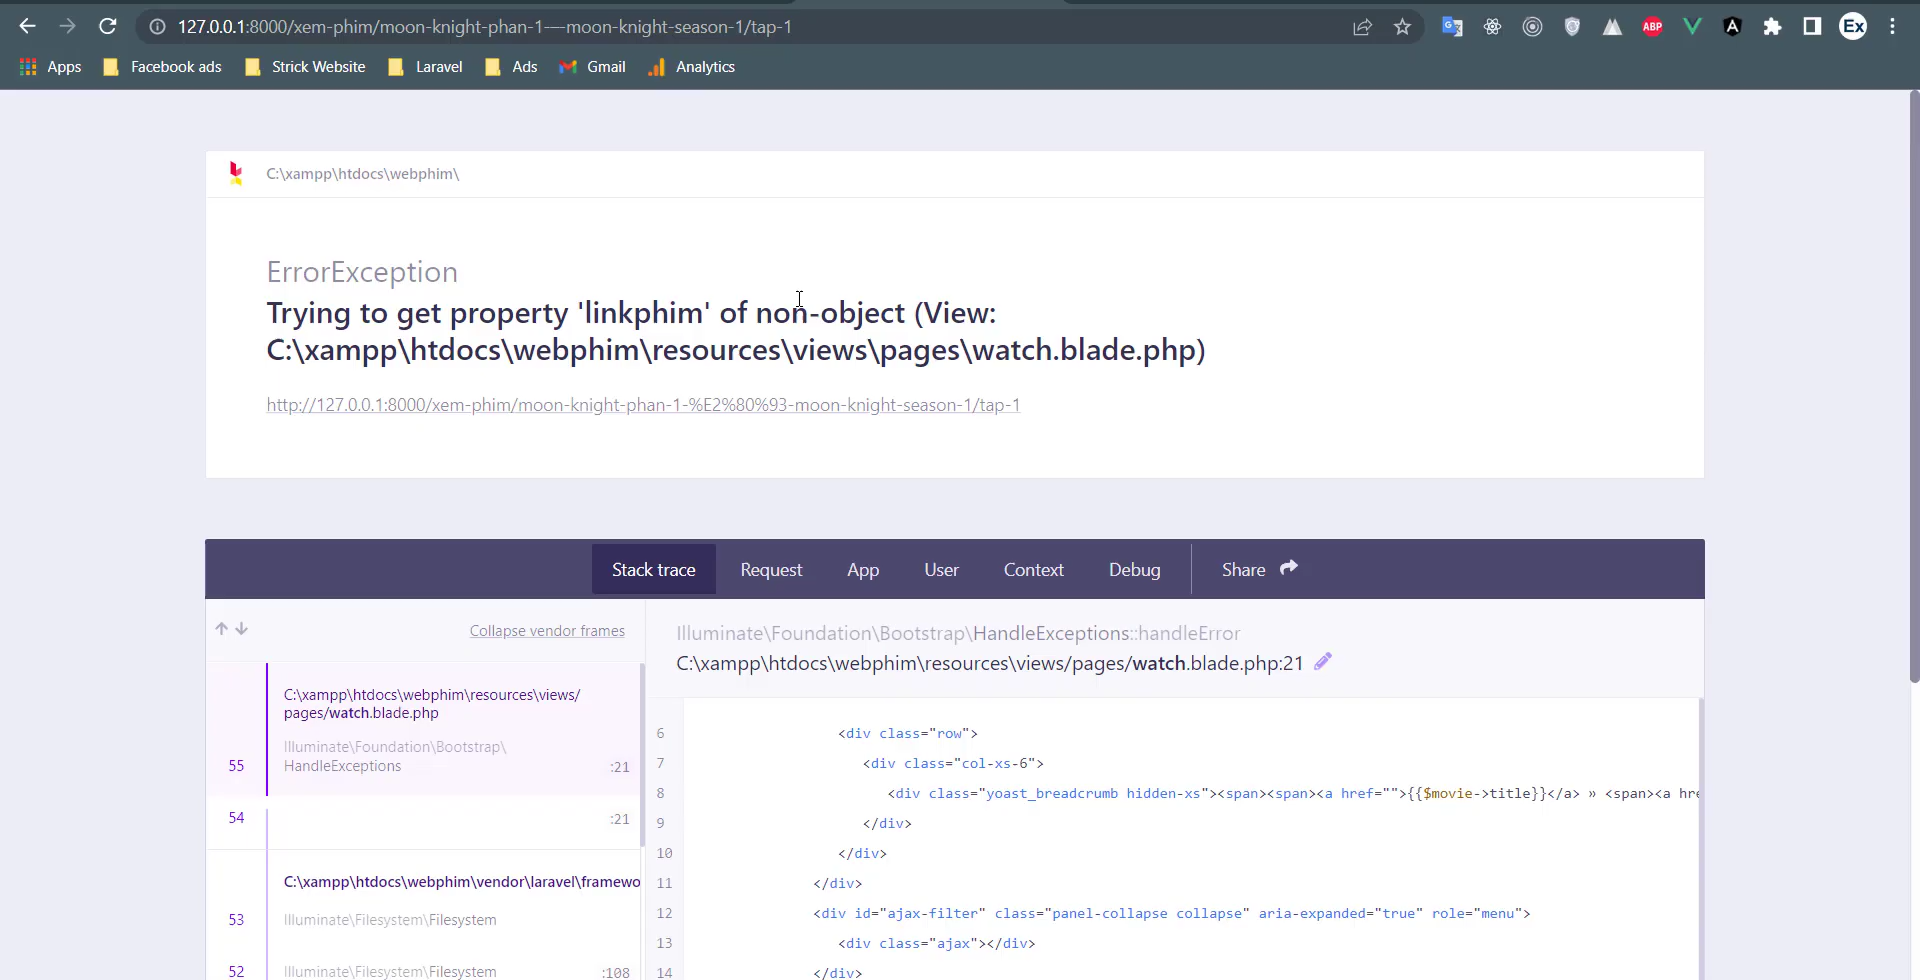 127.0.0.1:8000/xem-phim/moon-knight-phan-1-–-moon-knight-season-1/tap-1
ABP
A
Ex
Apps
Facebook ads
Strick Website
Laravel
Ads
Gmail
Analytics
C:\xampp\htdocs\webphim\
ErrorException
Trying to get property 'linkphim' of non-object (View:
C:\xampp\htdocs\webphim\resources\views\pages\watch.blade.php)
http://127.0.0.1:8000/xem-phim/moon-knight-phan-1-%E2%80%93-moon-knight-season-1/tap-1
Stack trace
Request
App
User
Context
Debug
Share
Collapse vendor frames
C:\xampp\htdocs\webphim\resources\views/
pages/watch.blade.php
Illuminate\Foundation\Bootstrap\
55 HandleExceptions :21
54 :21
C:\xampp\htdocs\webphim\vendor\laravel\framewo
53 Illuminate\Filesystem\Filesystem
52 Illuminate\Filesystem\Filesystem :108
Illuminate\Foundation\Bootstrap\HandleExceptions::handleError
C:\xampp\htdocs\webphim\resources\views/pages/watch.blade.php:21
6 <div class="row">
7 <div class="col-xs-6">
8 <div class="yoast_breadcrumb hidden-xs"><span><span><a href="">{{$movie->title}}</a> » <span><a hre
9 </div>
10 </div>
11 </div>
12 <div id="ajax-filter" class="panel-collapse collapse" aria-expanded="true" role="menu">
13 <div class="ajax"></div>
14 </div>